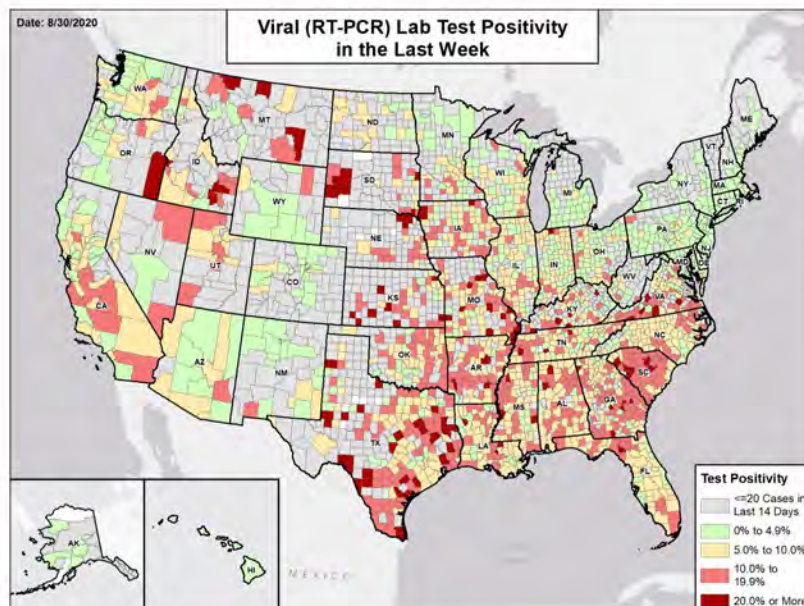 Date: 8/30/2020
Viral (RT-PCR) Lab Test Positivity
in the Last Week
WA
MT
ND
MN
ME
OR
ID
SD
WI
VT
NH
WY
MI
NY
MA
CT
RI
NE
IA
PA
NJ
NV
UT
CO
IL
IN
OH
MD
DE
CA
KS
MO
WV
KY
VA
AZ
NM
OK
AR
TN
NC
SC
TX
LA
MS
AL
GA
FL
AK
HI
MEXICO
Test Positivity
<=20 Cases in
Last 14 Days
0% to 4.9%
5.0% to 10.0%
10.0% to
19.9%
20.0% or More